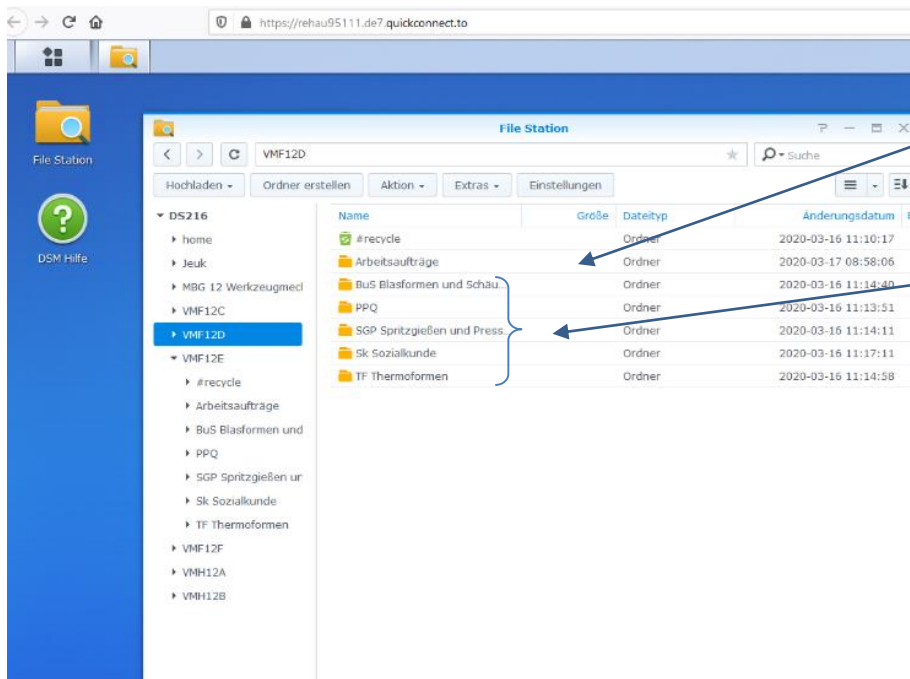 https://rehau95111.de7.quickconnect.to
File Station
DSM Hilfe
File Station
VMF12D
Suche
Hochladen
Ordner erstellen
Aktion
Extras
Einstellungen
DS216
home
Jeuk
MBG 12 Werkzeugmecl
VMF12C
VMF12D
VMF12E
#recycle
Arbeitsaufträge
BuS Blasformen und
PPQ
SGP Spritzgießen ur
Sk Sozialkunde
TF Thermoformen
VMF12F
VMH12A
VMH12B
Name Größe Dateityp Änderungsdatum
#recycle Ordner 2020-03-16 11:10:17
Arbeitsaufträge Ordner 2020-03-17 08:58:06
BuS Blasformen und Schäu... Ordner 2020-03-16 11:14:40
PPQ Ordner 2020-03-16 11:13:51
SGP Spritzgießen und Press... Ordner 2020-03-16 11:14:11
Sk Sozialkunde Ordner 2020-03-16 11:17:11
TF Thermoformen Ordner 2020-03-16 11:14:58